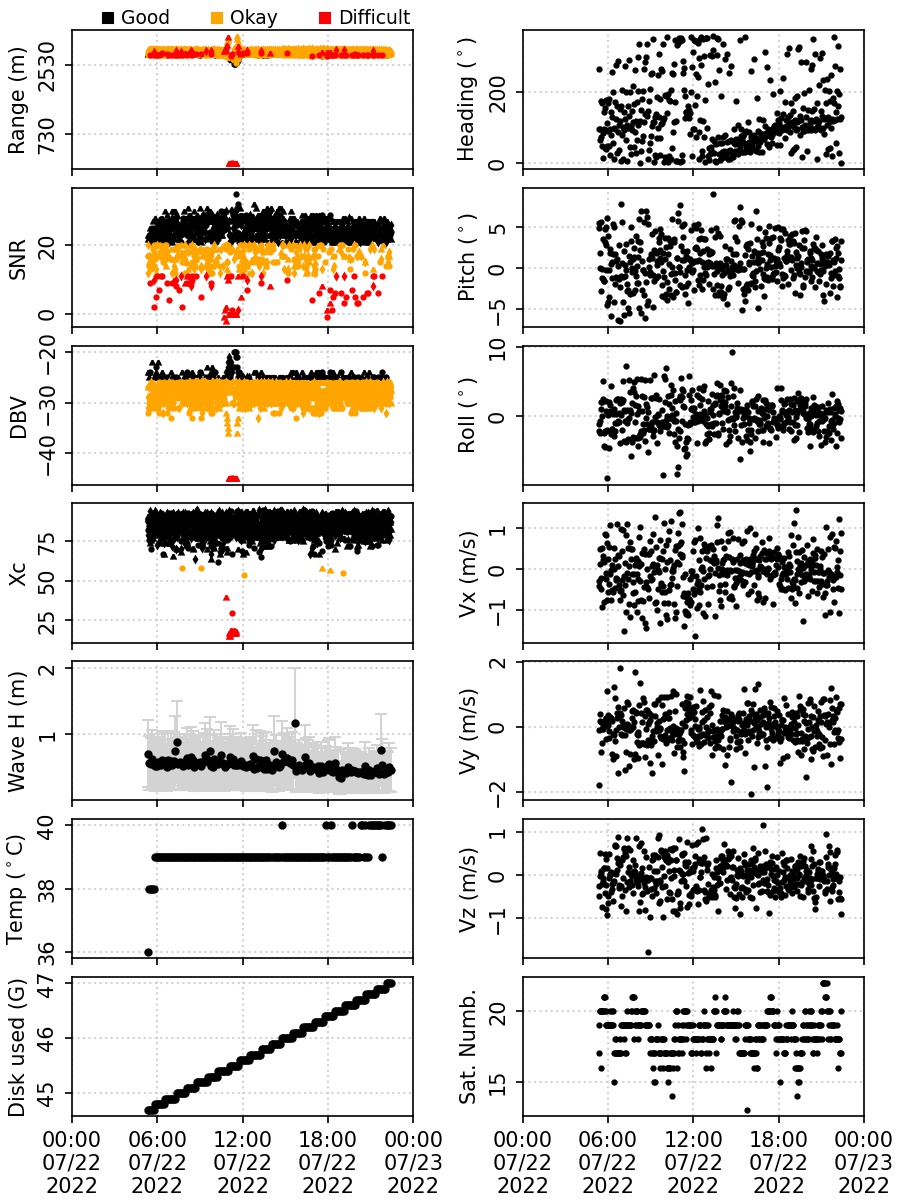 Good Okay Difficult
Range (m)
2530
730
Heading (°)
200
0
SNR
20
0
Pitch (°)
5
0
−5
DBV
−20
−30
−40
Roll (°)
10
0
Xc
75
50
25
Vx (m/s)
1
0
−1
Wave H (m)
2
1
Vy (m/s)
2
0
−2
Temp (°C)
40
38
36
Vz (m/s)
1
0
−1
Disk used (G)
47
46
45
Sat. Numb.
20
15
00:00 06:00 12:00 18:00 00:00 00:00 06:00 12:00 18:00 00:00
07/22 07/22 07/22 07/22 07/23 07/22 07/22 07/22 07/22 07/23
2022 2022 2022 2022 2022 2022 2022 2022 2022 2022